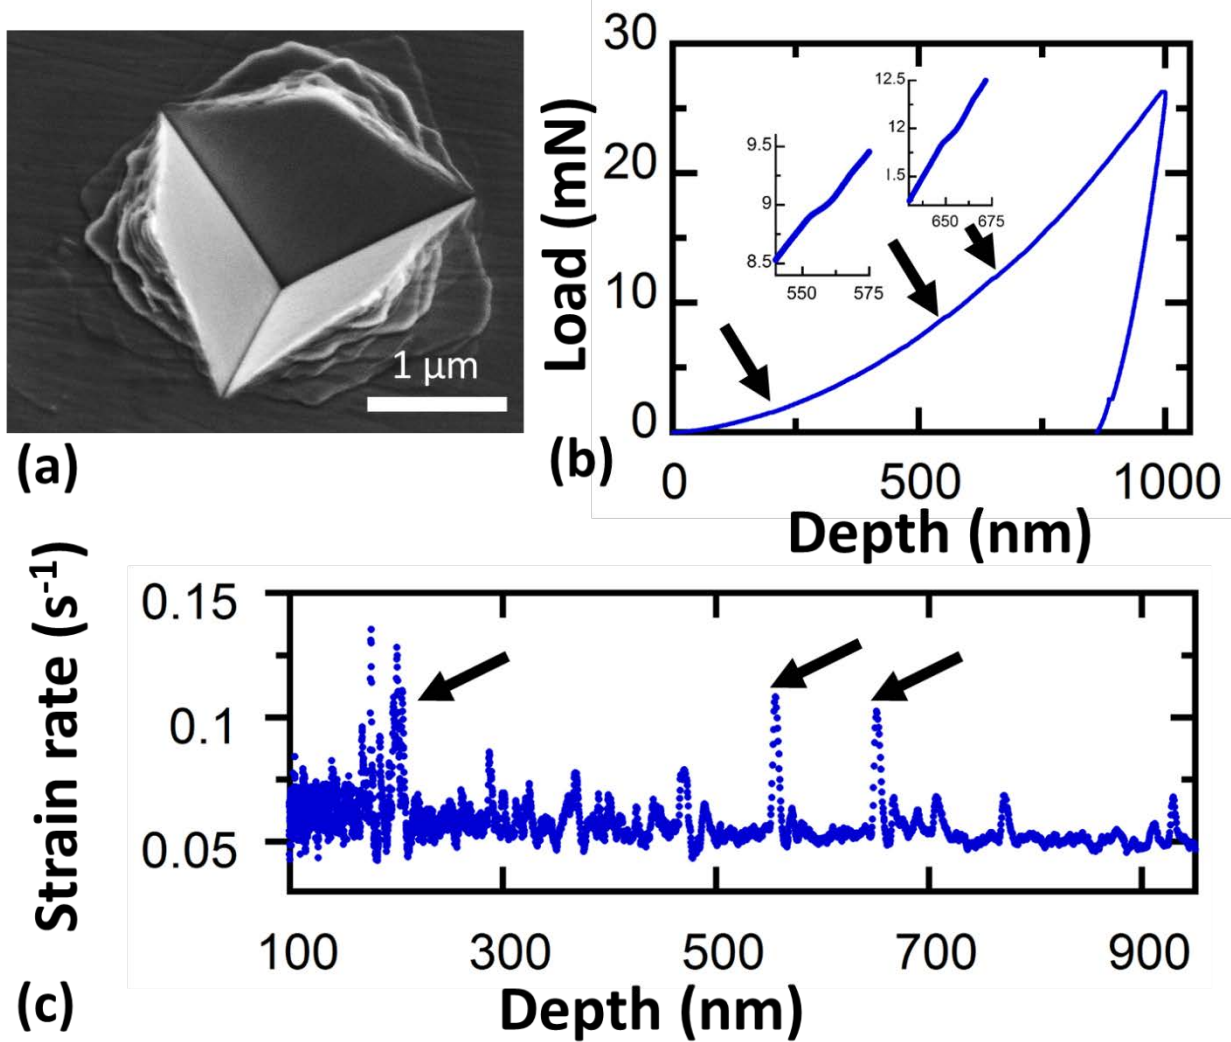 1 μm
(a)
30
20
10
0
Load (mN)
9.5
9
8.5
550 575
12.5
12
1.5
650 675
0 500 1000
Depth (nm)
(b)
0.15
0.1
0.05
Strain rate (s-1)
100 300 500 700 900
Depth (nm)
(c)